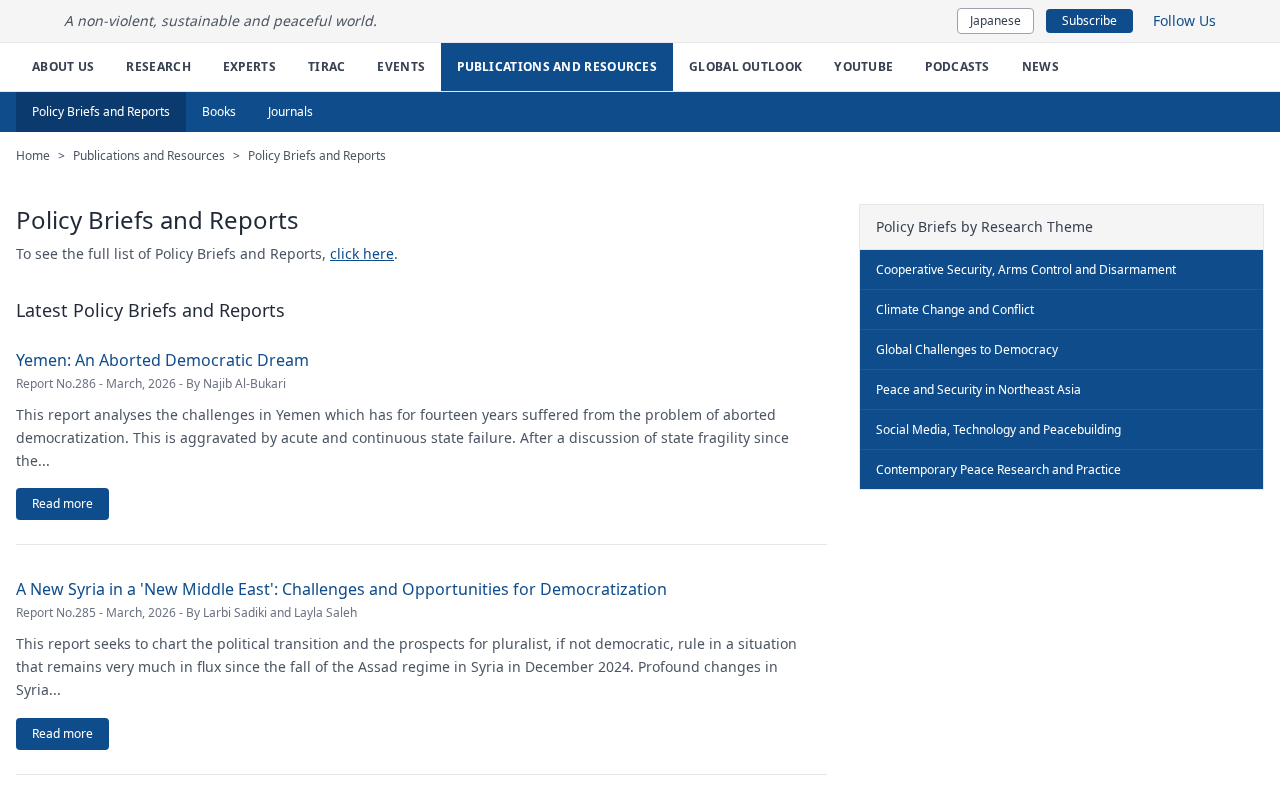 A non-violent, sustainable and peaceful world.
Japanese
Subscribe
Follow Us
ABOUT US
RESEARCH
EXPERTS
TIRAC
EVENTS
PUBLICATIONS AND RESOURCES
GLOBAL OUTLOOK
YOUTUBE
PODCASTS
NEWS
Policy Briefs and Reports
Books
Journals
Home > Publications and Resources > Policy Briefs and Reports
Policy Briefs and Reports
To see the full list of Policy Briefs and Reports, click here.
Latest Policy Briefs and Reports
Yemen: An Aborted Democratic Dream
Report No.286 - March, 2026 - By Najib Al-Bukari
This report analyses the challenges in Yemen which has for fourteen years suffered from the problem of aborted
democratization. This is aggravated by acute and continuous state failure. After a discussion of state fragility since
the...
Read more
A New Syria in a 'New Middle East': Challenges and Opportunities for Democratization
Report No.285 - March, 2026 - By Larbi Sadiki and Layla Saleh
This report seeks to chart the political transition and the prospects for pluralist, if not democratic, rule in a situation
that remains very much in flux since the fall of the Assad regime in Syria in December 2024. Profound changes in
Syria...
Read more
Policy Briefs by Research Theme
Cooperative Security, Arms Control and Disarmament
Climate Change and Conflict
Global Challenges to Democracy
Peace and Security in Northeast Asia
Social Media, Technology and Peacebuilding
Contemporary Peace Research and Practice